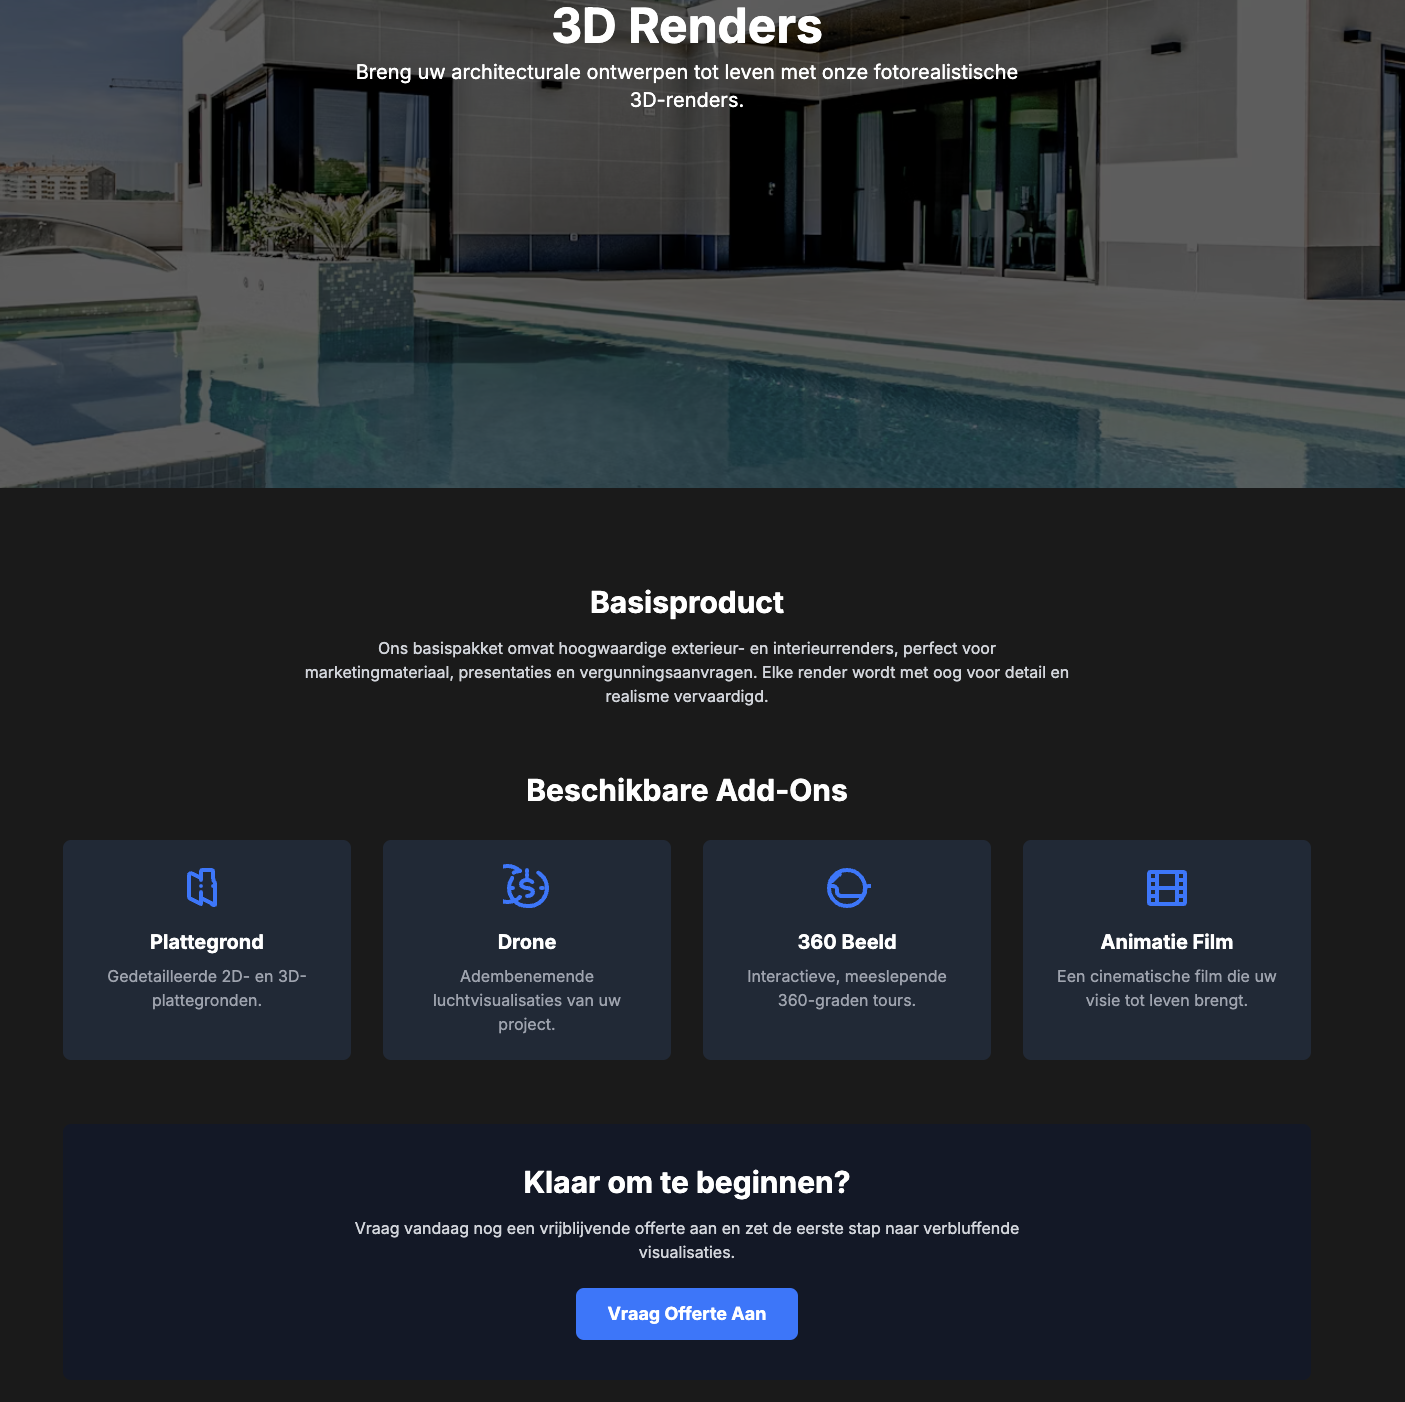 3D Renders
Breng uw architecturale ontwerpen tot leven met onze fotorealistische
3D-renders.
Basisproduct
Ons basispakket omvat hoogwaardige exterieur- en interieurrenders, perfect voor
marketingmateriaal, presentaties en vergunningsaanvragen. Elke render wordt met oog voor detail en
realisme vervaardigd.
Beschikbare Add-Ons
Plattegrond
Gedetailleerde 2D- en 3D-
plattegronden.
Drone
Adembenemende
luchtvisualisaties van uw
project.
360 Beeld
Interactieve, meeslepende
360-graden tours.
Animatie Film
Een cinematische film die uw
visie tot leven brengt.
Klaar om te beginnen?
Vraag vandaag nog een vrijblijvende offerte aan en zet de eerste stap naar verbluffende
visualisaties.
Vraag Offerte Aan